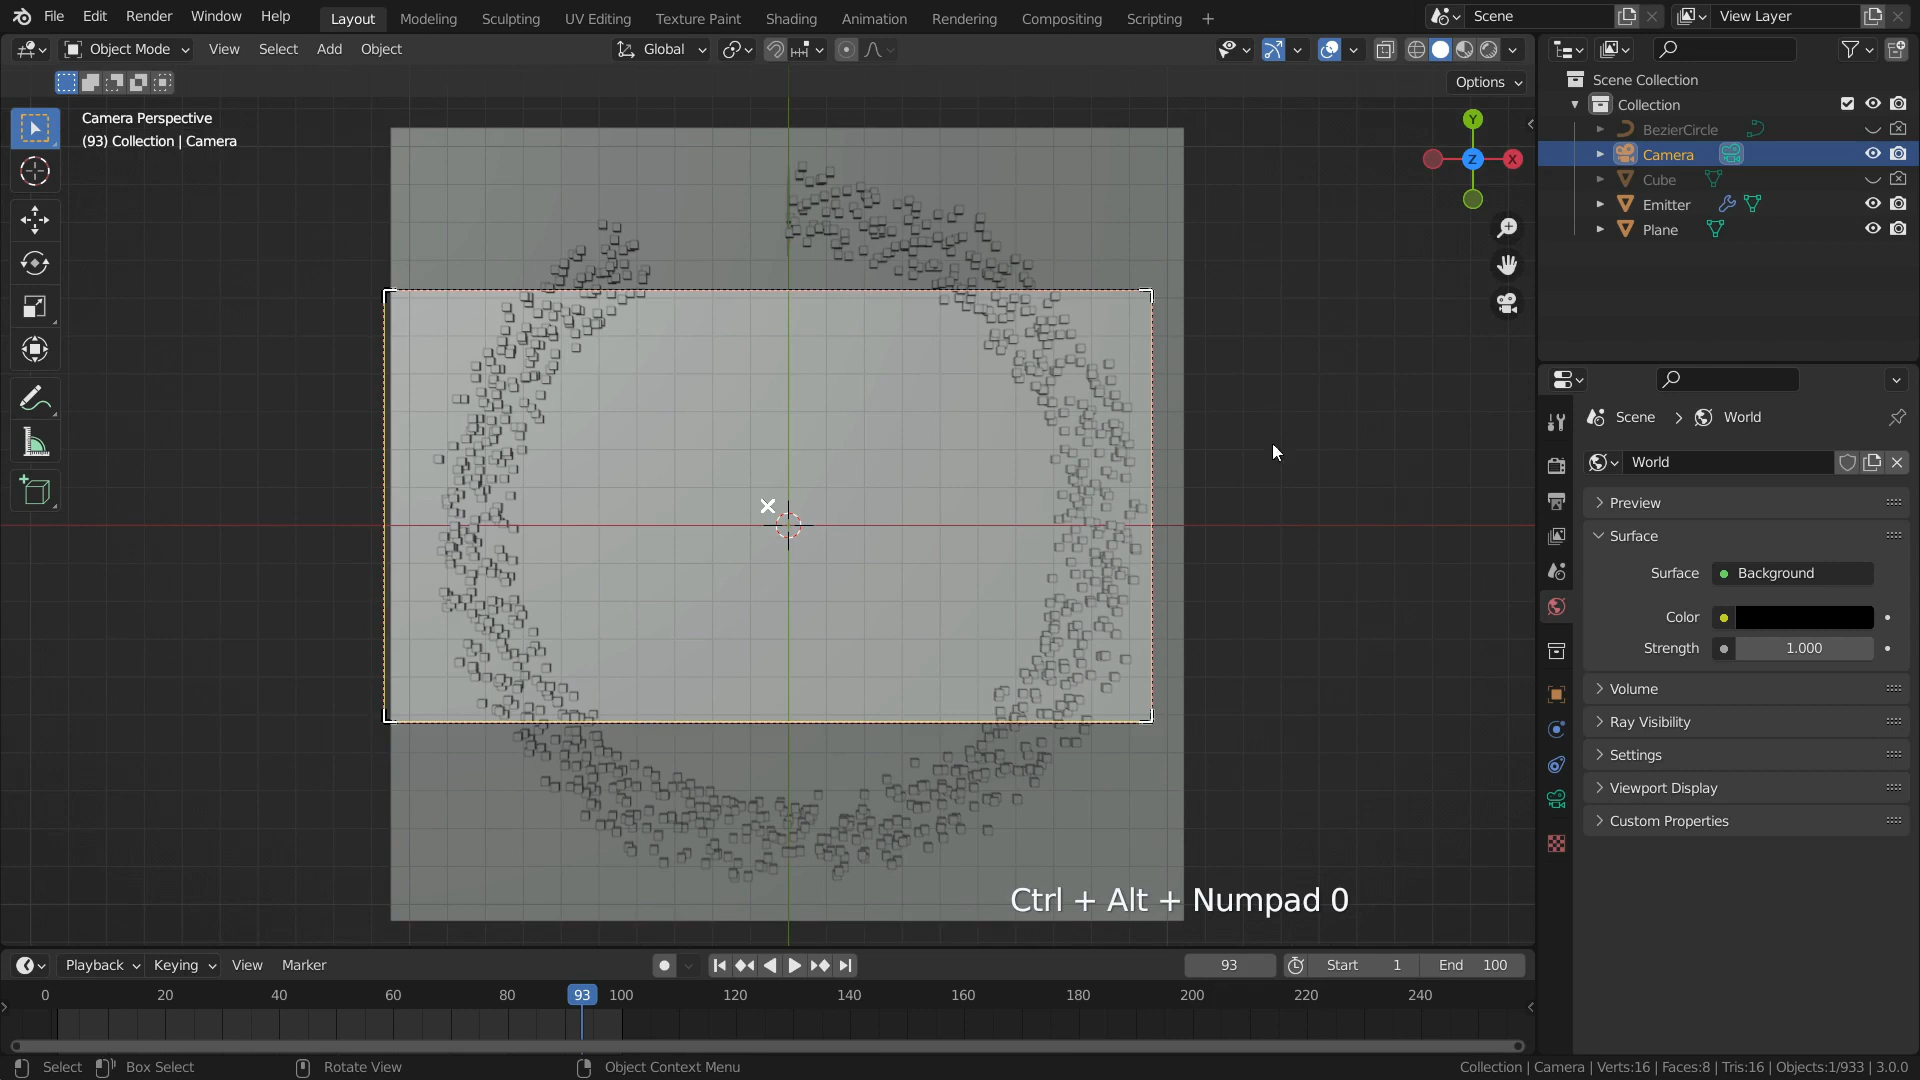 File Edit Render Window Help Layout Modeling Sculpting UV Editing Texture Paint Shading Animation Rendering Compositing Scripting + Scene View Layer
Object Mode View Select Add Object Global
Options
Camera Perspective
(93) Collection | Camera
Y
X
Z
Scene Collection
Collection
BezierCircle
Camera
Cube
Emitter
Plane
Scene > World
World
Preview
Surface
Surface Background
Color
Strength 1.000
Volume
Ray Visibility
Settings
Viewport Display
Custom Properties
Ctrl + Alt + Numpad 0
Playback Keying View Marker 93 Start 1 End 100
0 20 40 60 80 93 100 120 140 160 180 200 220 240
Select Box Select Rotate View Object Context Menu Collection | Camera | Verts:16 | Faces:8 | Tris:16 | Objects:1/933 | 3.0.0